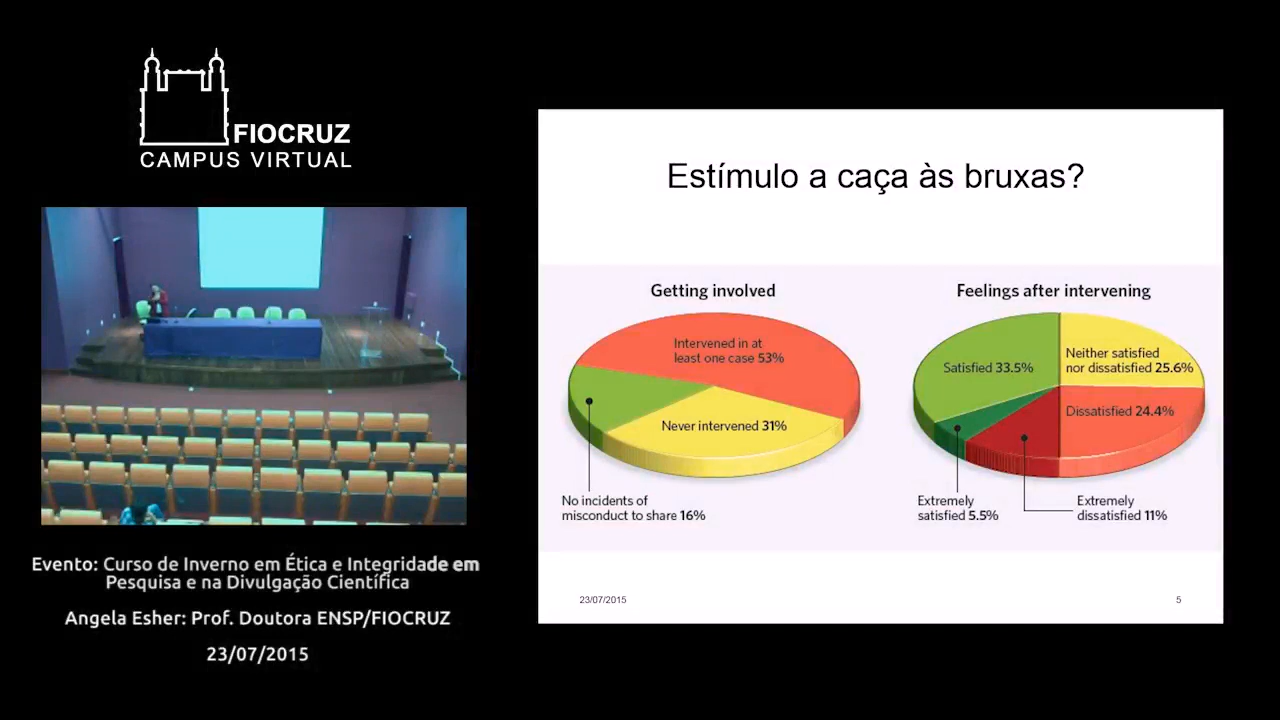 FIOCRUZ
CAMPUS VIRTUAL
Evento: Curso de Inverno em Ética e Integridade em
Pesquisa e na Divulgação Científica
Angela Esher: Prof. Doutora ENSP/FIOCRUZ
23/07/2015
Estímulo a caça às bruxas?
Getting involved
Intervened in at
least one case 53%
Never intervened 31%
No incidents of
misconduct to share 16%
Feelings after intervening
Satisfied 33.5%
Neither satisfied
nor dissatisfied 25.6%
Dissatisfied 24.4%
Extremely
satisfied 5.5%
Extremely
dissatisfied 11%
23/07/2015
5